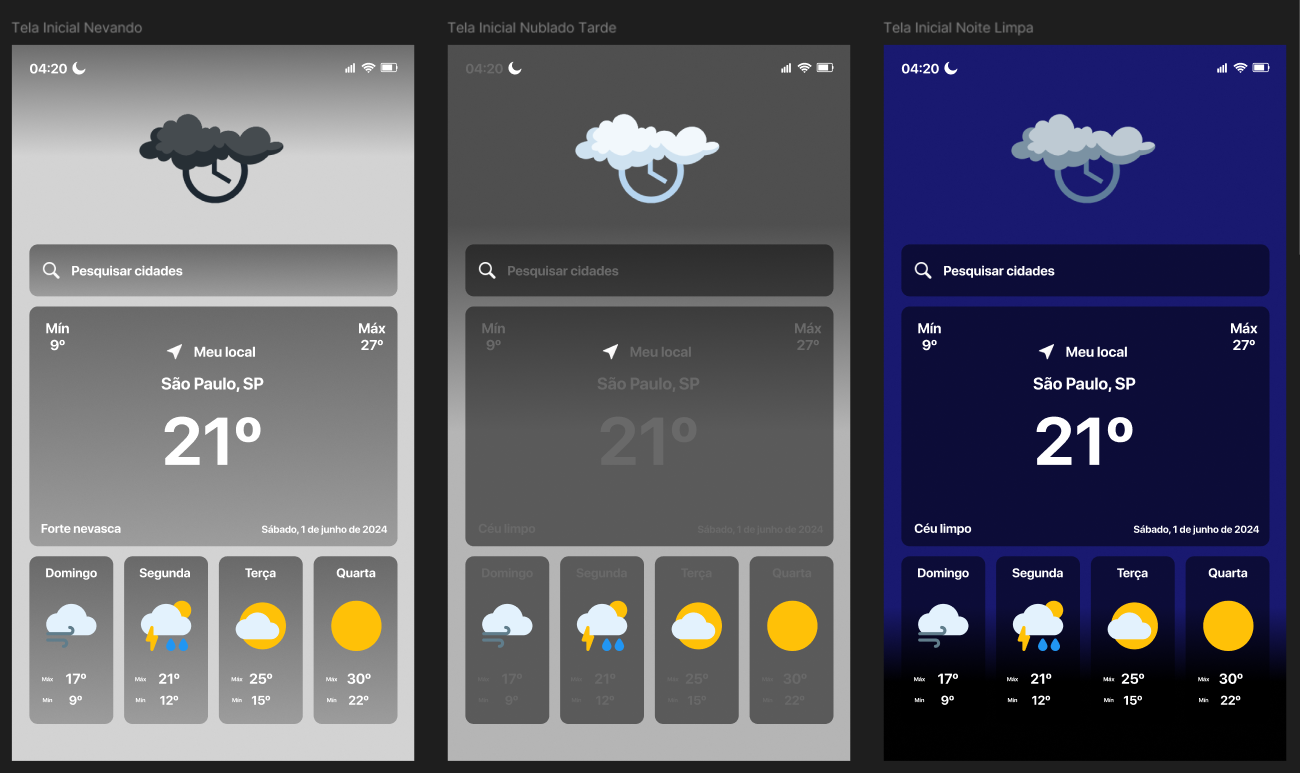 Tela Inicial Nevando
04:20
Pesquisar cidades
Mín
9º
Máx
27º
Meu local
São Paulo, SP
21º
Forte nevasca
Sábado, 1 de junho de 2024
Domingo
Máx 17º
Mín 9º
Segunda
Máx 21º
Mín 12º
Terça
Máx 25º
Mín 15º
Quarta
Máx 30º
Mín 22º
Tela Inicial Nublado Tarde
04:20
Pesquisar cidades
Mín
9º
Máx
27º
Meu local
São Paulo, SP
21º
Céu limpo
Sábado, 1 de junho de 2024
Domingo
Máx 17º
Mín 9º
Segunda
Máx 21º
Mín 12º
Terça
Máx 25º
Mín 15º
Quarta
Máx 30º
Mín 22º
Tela Inicial Noite Limpa
04:20
Pesquisar cidades
Mín
9º
Máx
27º
Meu local
São Paulo, SP
21º
Céu limpo
Sábado, 1 de junho de 2024
Domingo
Máx 17º
Mín 9º
Segunda
Máx 21º
Mín 12º
Terça
Máx 25º
Mín 15º
Quarta
Máx 30º
Mín 22º